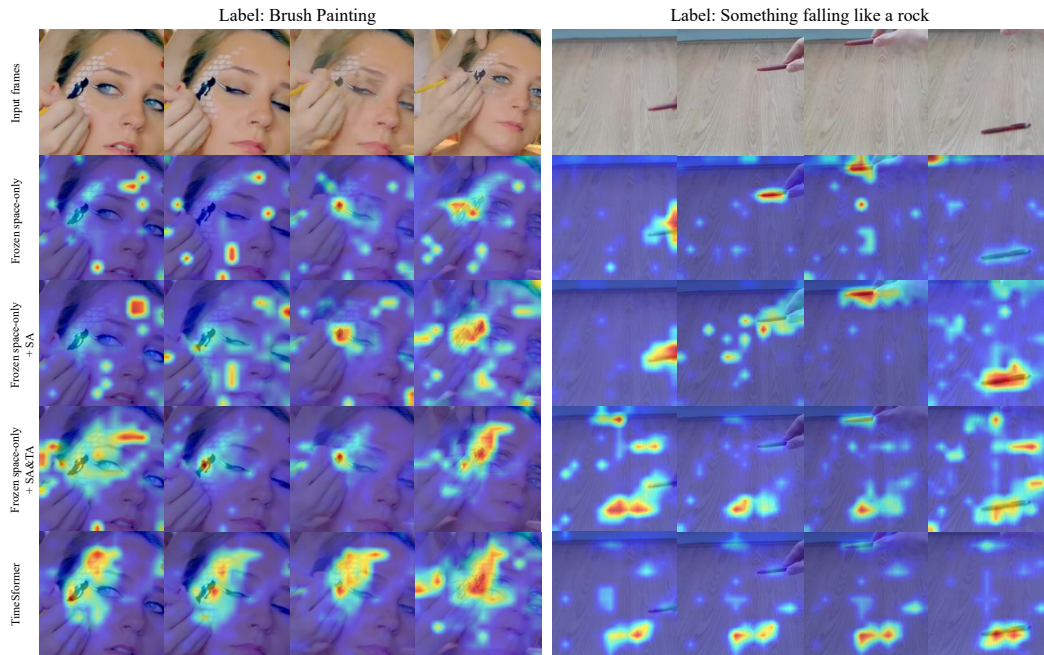 Label: Brush Painting
Label: Something falling like a rock
Input frames
Frozen space-only
Frozen space-only
+ SA
Frozen space-only
+ SA&TA
TimeSformer